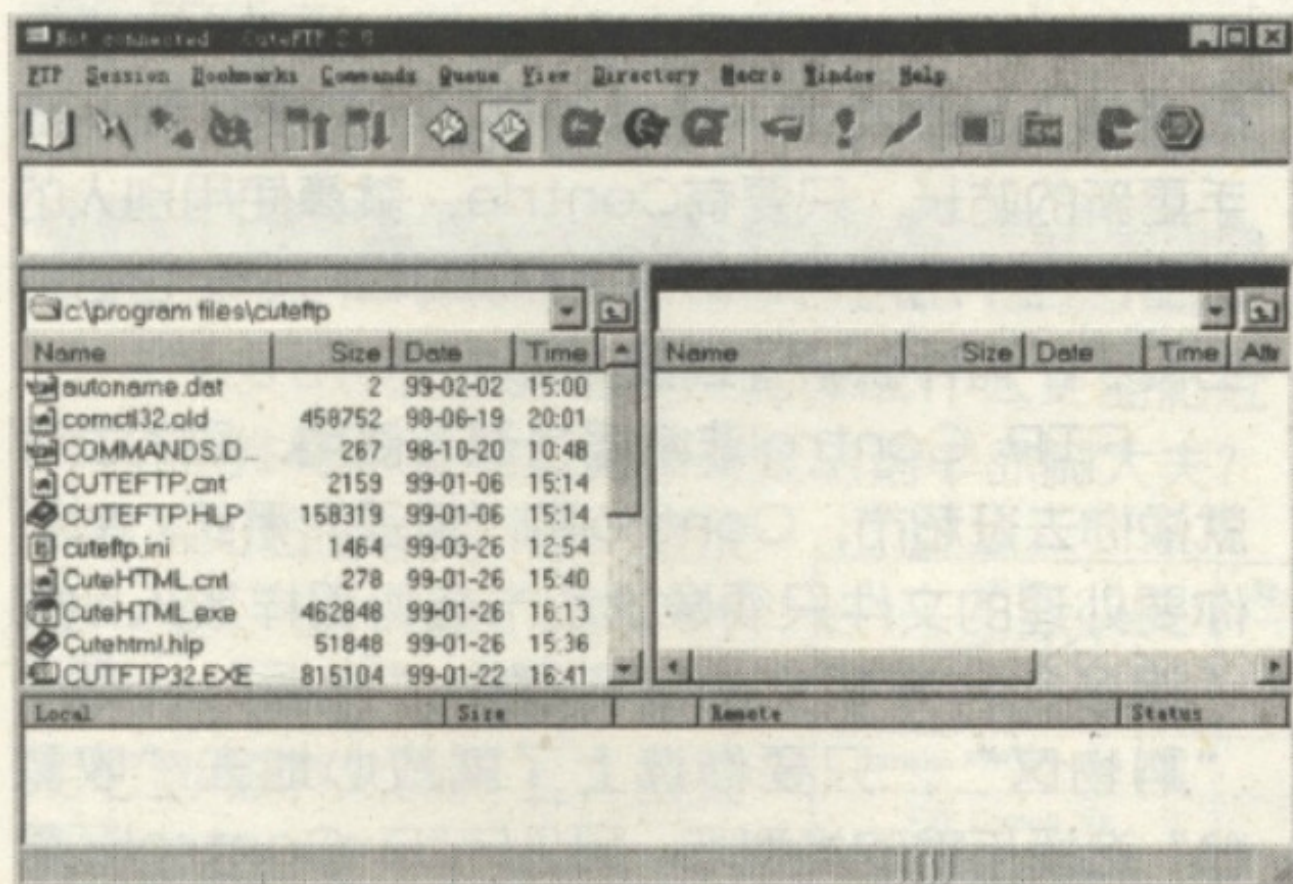 Not connected - CuteFTP 2.0
FTP Session Bookmarks Commands Queue View Directory Macro Window Help
c:\program files\cuteftp
Name Size Date Time Name Size Date Time Attr
autoname.dat 2 99-02-02 15:00
comctl32.old 458752 98-06-19 20:01
COMMANDS.D... 267 98-10-20 10:48
CUTEFTP.cnt 2159 99-01-06 15:14
CUTEFTP.HLP 158319 99-01-06 15:14
cuteftp.ini 1464 99-03-26 12:54
CuteHTML.cnt 278 99-01-26 15:40
CuteHTML.exe 462848 99-01-26 16:13
Cutehtml.hlp 51848 99-01-26 15:36
CUTFTP32.EXE 815104 99-01-22 16:41
Local Size Remote Status